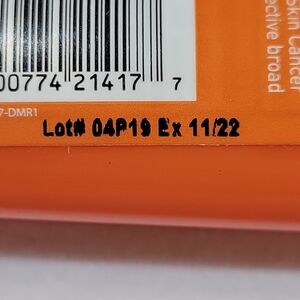 00774 21417 7
7-DMR1
Lot# 04P19 Ex 11/22
Skin Cancer
ective broad